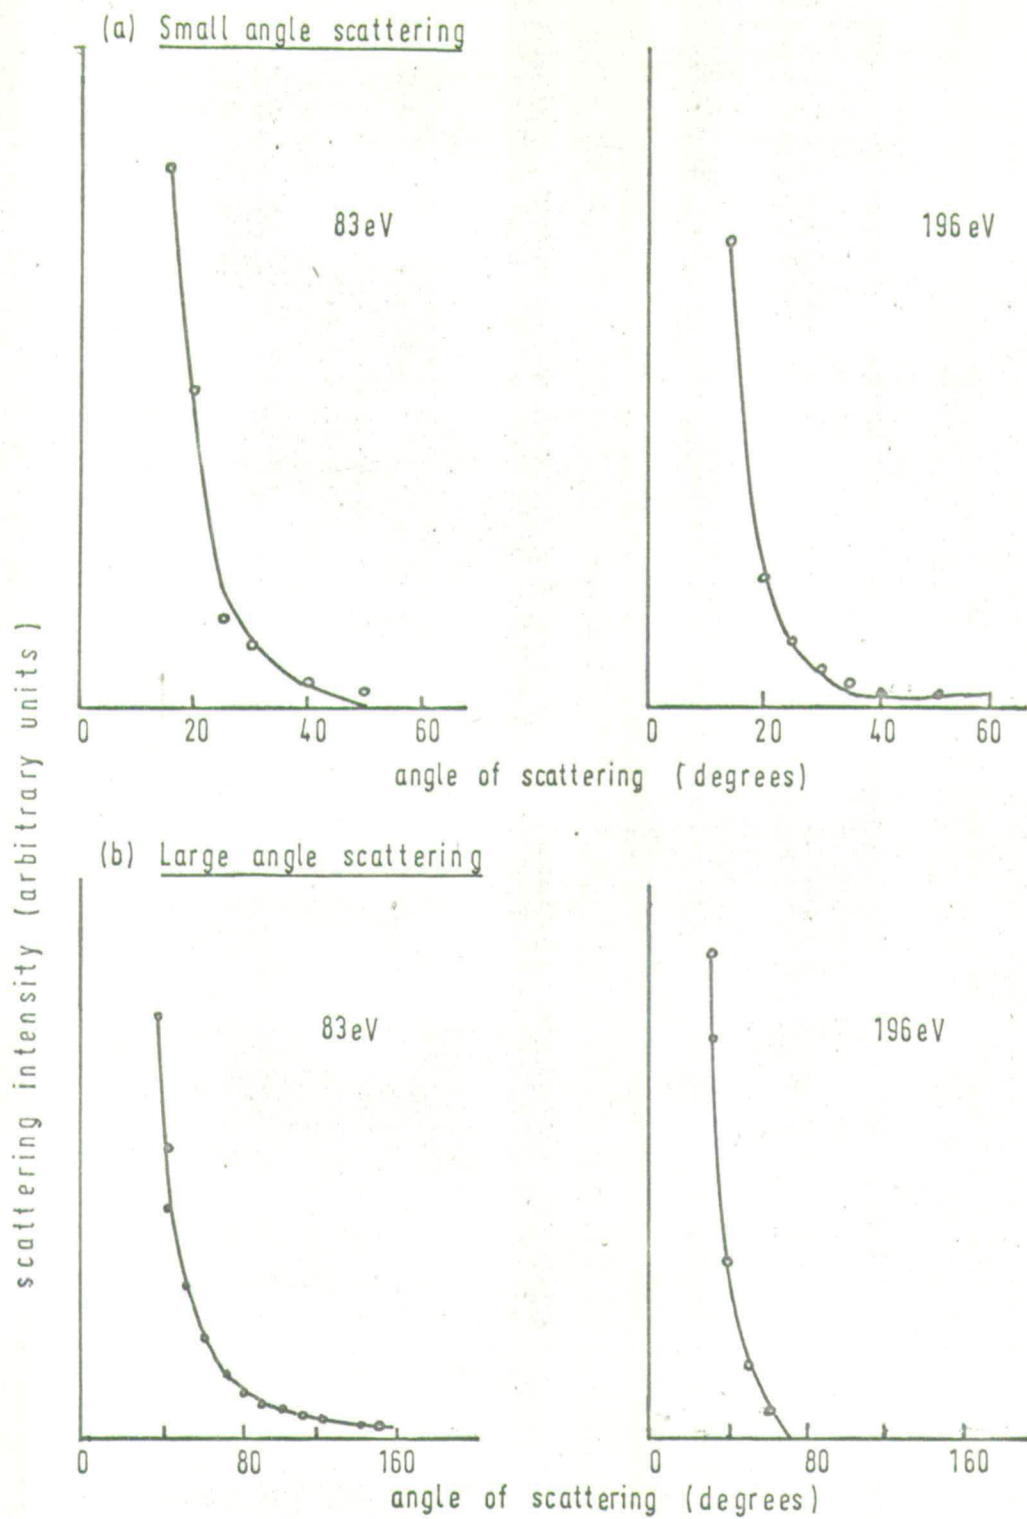 (a) Small angle scattering
83eV
196eV
0 20 40 60
0 20 40 60
angle of scattering (degrees)
scattering intensity (arbitrary units)
(b) Large angle scattering
83eV
196eV
0 80 160
0 80 160
angle of scattering (degrees)